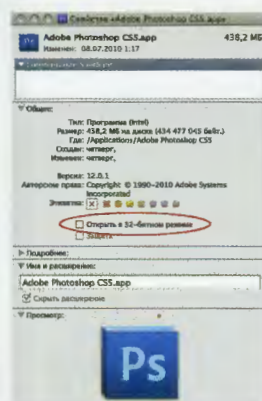 Свойства «Adobe Photoshop CS5.app»
Adobe Photoshop CS5.app 438,2 МБ
Изменен: 08.07.2010 1:17
Общие:
Тип: Программа (Intel)
Размер: 438,2 МБ на диске (434 477 045 байт.)
Где: /Applications/Adobe Photoshop CS5
Создан: четверг,
Изменен: четверг,
Версия: 12.0.1
Авторские права: Copyright © 1990–2010 Adobe Systems
Incorporated
Этикетка:
Открыть в 32-битном режиме
Защита
Подробнее:
Имя и расширение:
Adobe Photoshop CS5.app
Скрыть расширение
Просмотр:
Ps